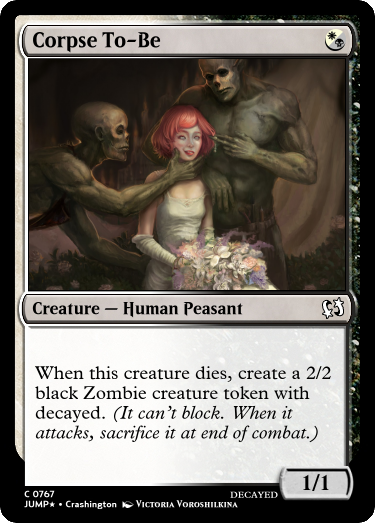 Corpse To-Be
Creature — Human Peasant
When this creature dies, create a 2/2
black Zombie creature token with
decayed. (It can't block. When it
attacks, sacrifice it at end of combat.)
C 0767
DECAYED
1/1
JUMP★ • Crashington VICTORIA VOROSHILKINA